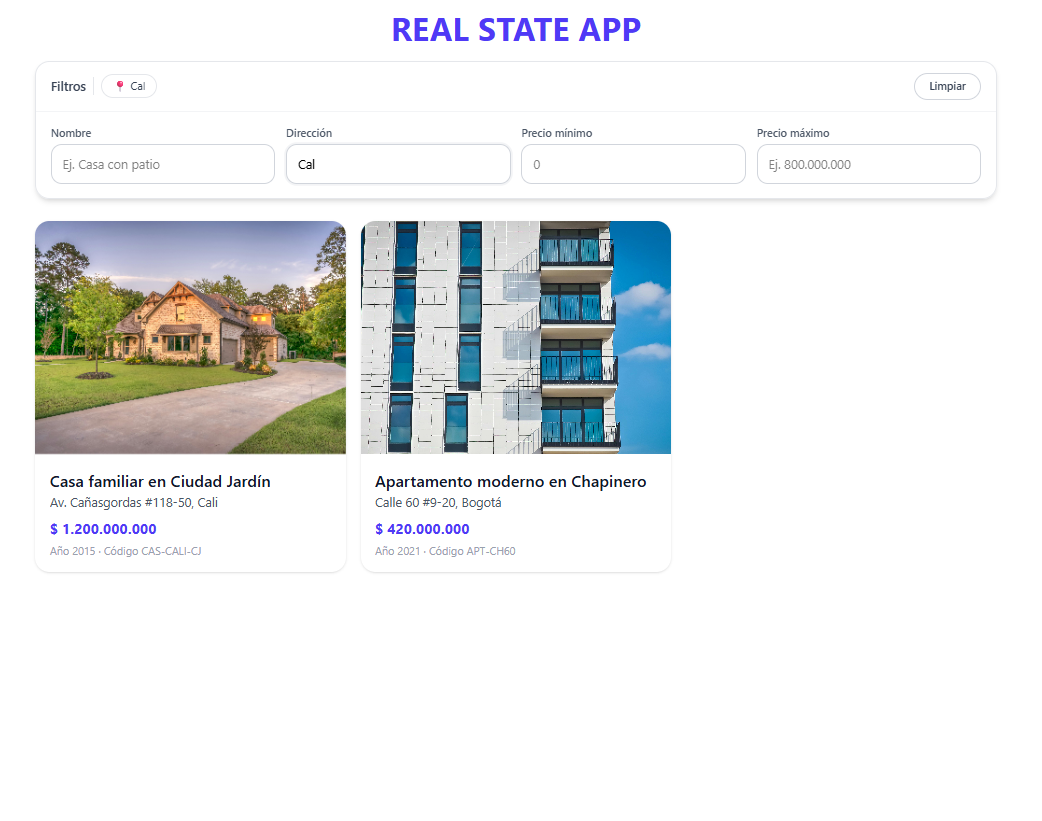 REAL STATE APP
Filtros
📍 Cal
Limpiar
Nombre
Dirección
Precio mínimo
Precio máximo
Ej. Casa con patio
Cal
0
Ej. 800.000.000
Casa familiar en Ciudad Jardín
Av. Cañasgordas #118-50, Cali
$ 1.200.000.000
Año 2015 · Código CAS-CALI-CJ
Apartamento moderno en Chapinero
Calle 60 #9-20, Bogotá
$ 420.000.000
Año 2021 · Código APT-CH60